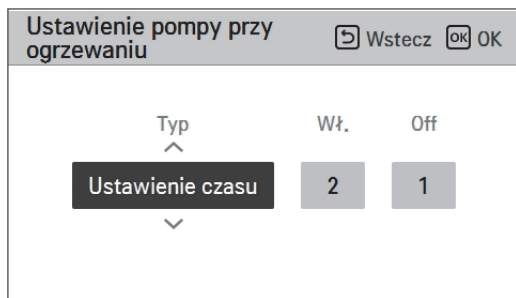 Ustawienie pompy przy
ogrzewaniu
Wstecz OK OK
Typ Wł. Off
Ustawienie czasu 2 1